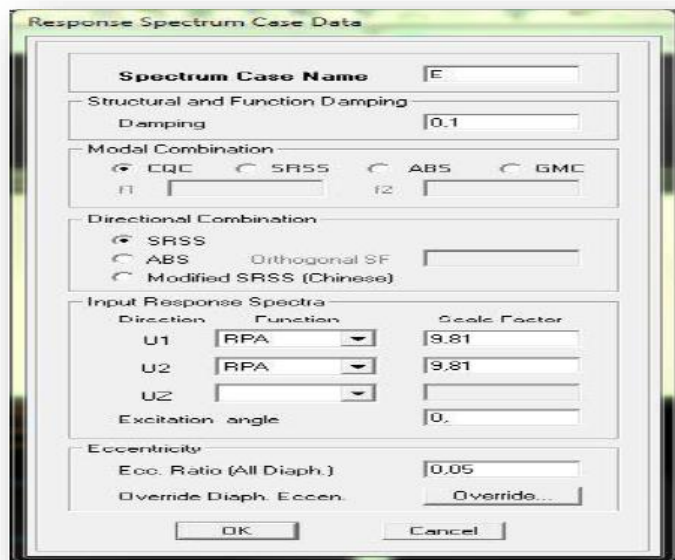 Response Spectrum Case Data
Spectrum Case Name E
Structural and Function Damping
Damping 0,1
Modal Combination
CQC SRSS ABS GMC
f1 f2
Directional Combination
SRSS
ABS Orthogonal SF
Modified SRSS (Chinese)
Input Response Spectra
Direction Function Scale Factor
U1 RPA 9,81
U2 RPA 9,81
UZ
Excitation angle 0,
Eccentricity
Ecc. Ratio (All Diaph.) 0,05
Override Diaph. Eccen. Override...
OK Cancel